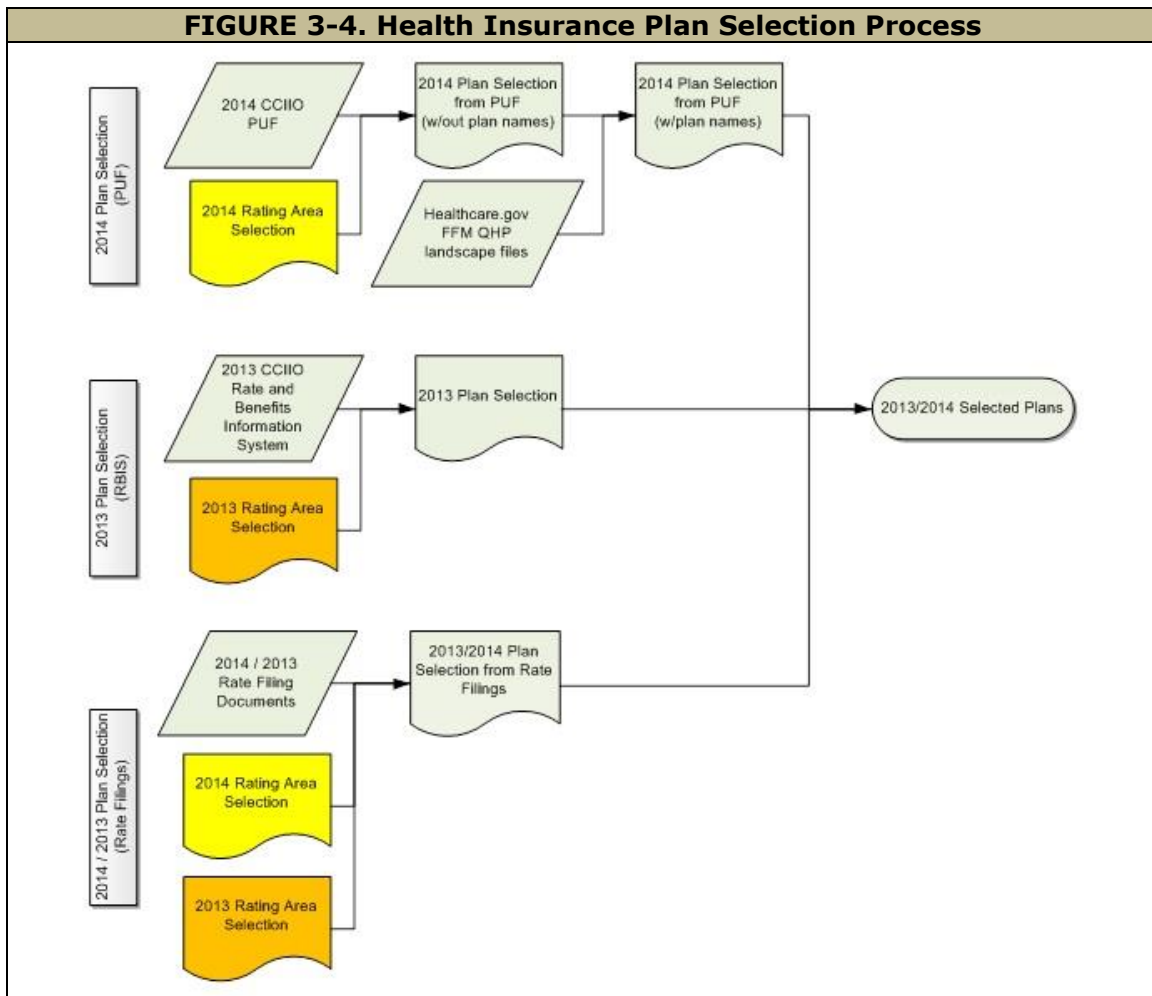 FIGURE 3-4. Health Insurance Plan Selection Process
2014 Plan Selection
(PUF)
2014 CCIIO
PUF
2014 Rating Area
Selection
2014 Plan Selection
from PUF
(w/out plan names)
Healthcare.gov
FFM QHP
landscape files
2014 Plan Selection
from PUF
(w/plan names)
2013 Plan Selection
(RBIS)
2013 CCIIO
Rate and
Benefits
Information
System
2013 Rating Area
Selection
2013 Plan Selection
2013/2014 Selected Plans
2014 / 2013 Plan Selection
(Rate Filings)
2014 / 2013
Rate Filing
Documents
2014 Rating Area
Selection
2013 Rating Area
Selection
2013/2014 Plan
Selection from Rate
Filings